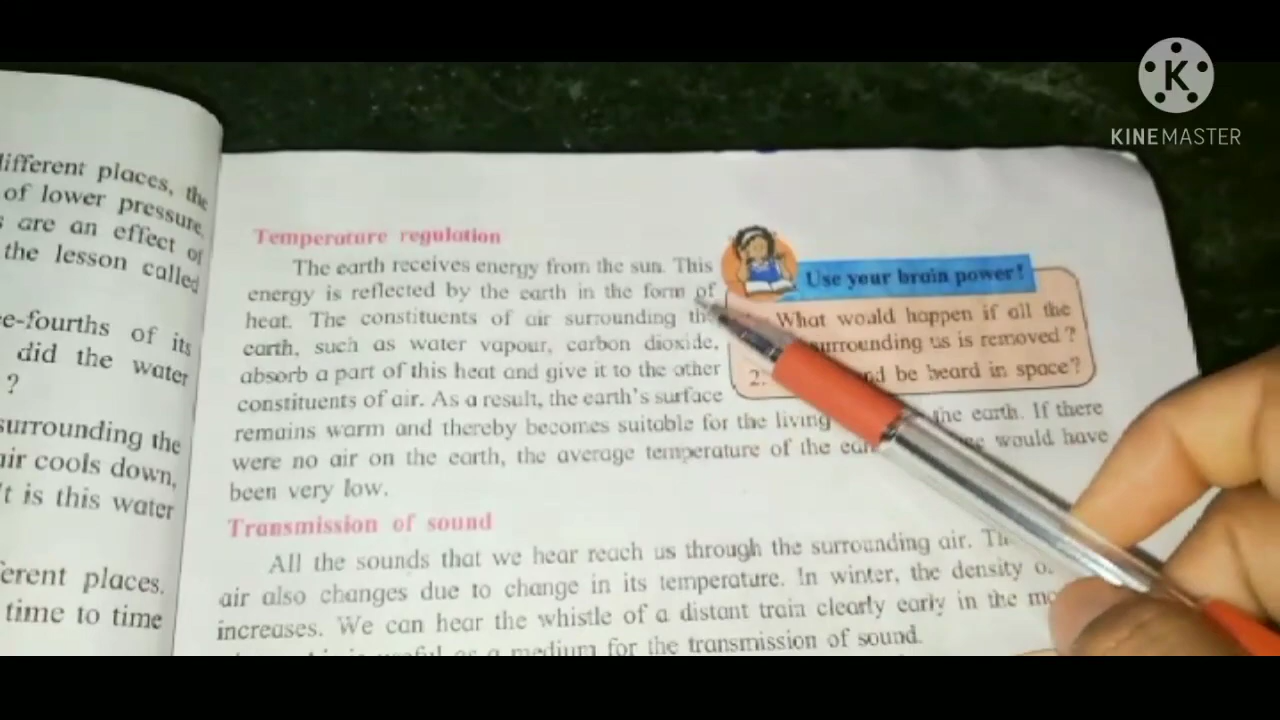 KINEMASTER
different places, the
of lower pressure.
are an effect of
the lesson called
three-fourths of its
did the water
?
surrounding the
air cools down,
It is this water
different places.
time to time
Temperature regulation
The earth receives energy from the sun. This
energy is reflected by the earth in the form of
heat. The constituents of air surrounding the
earth, such as water vapour, carbon dioxide,
absorb a part of this heat and give it to the other
constituents of air. As a result, the earth's surface
remains warm and thereby becomes suitable for the living the earth. If there
were no air on the earth, the average temperature of the would have
been very low.
Use your brain power!
What would happen if all the
surrounding us is removed ?
2. be heard in space?
Transmission of sound
All the sounds that we hear reach us through the surrounding air.
air also changes due to change in its temperature. In winter, the density
increases. We can hear the whistle of a distant train clearly early in the
a medium for the transmission of sound.